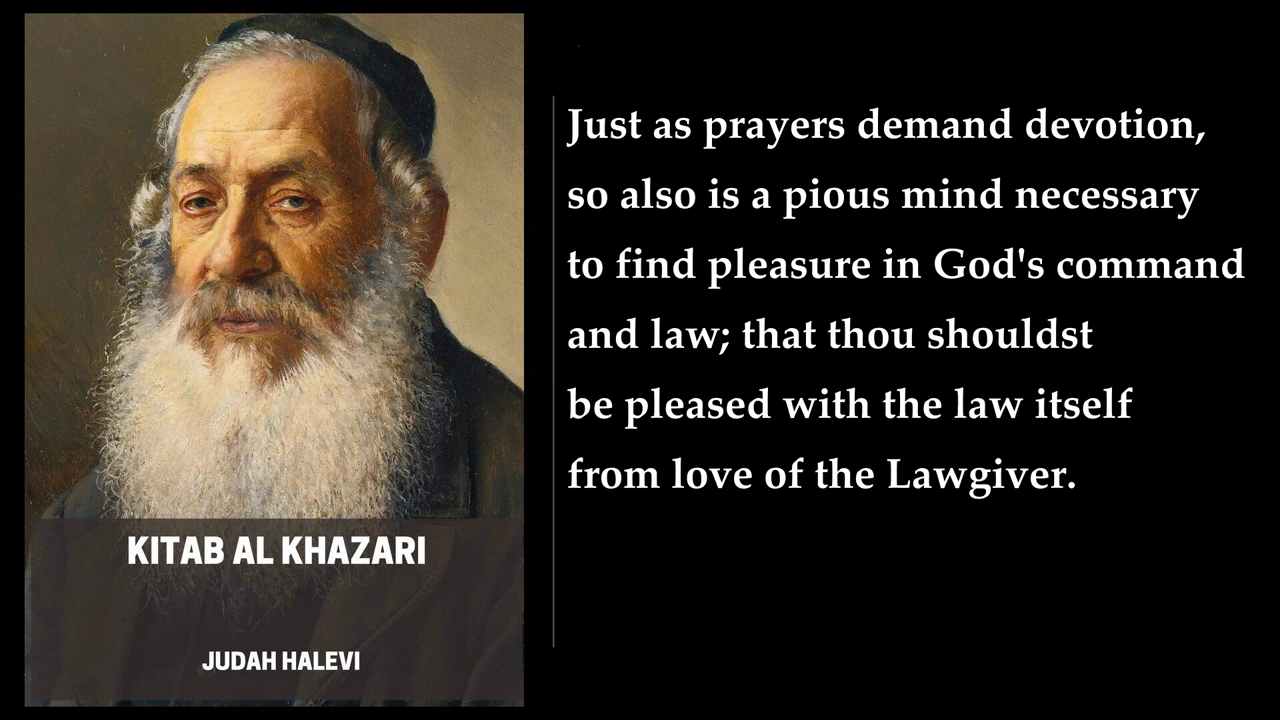 KITAB AL KHAZARI
JUDAH HALEVI
Just as prayers demand devotion,
so also is a pious mind necessary
to find pleasure in God's command
and law; that thou shouldst
be pleased with the law itself
from love of the Lawgiver.